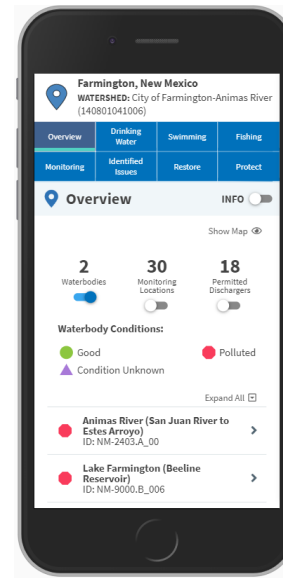 Farmington, New Mexico
WATERSHED: City of Farmington-Animas River
(140801041006)
Overview
Drinking
Water
Swimming
Fishing
Monitoring
Identified
Issues
Restore
Protect
Overview
INFO
Show Map
2
Waterbodies
30
Monitoring
Locations
18
Permitted
Dischargers
Waterbody Conditions:
Good
Polluted
Condition Unknown
Expand All
Animas River (San Juan River to
Estes Arroyo)
ID: NM-2403.A_00
Lake Farmington (Beeline
Reservoir)
ID: NM-9000.B_006